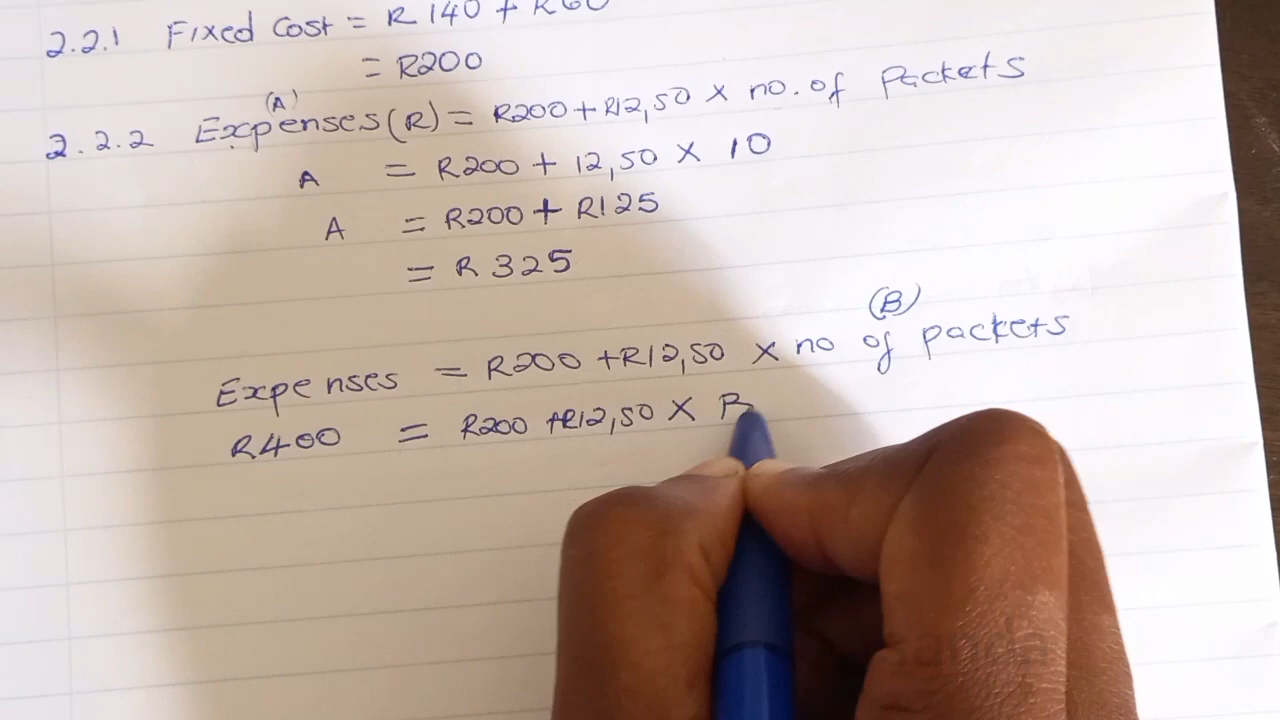 2.2.1 Fixed Cost = R140 + R60
= R200
(A)
2.2.2 Expenses (R) = R200 + R12,50 × no. of Packets
A = R200 + 12,50 × 10
A = R200 + R125
= R325
(B)
Expenses = R200 + R12,50 × no of packets
R400 = R200 + R12,50 × B